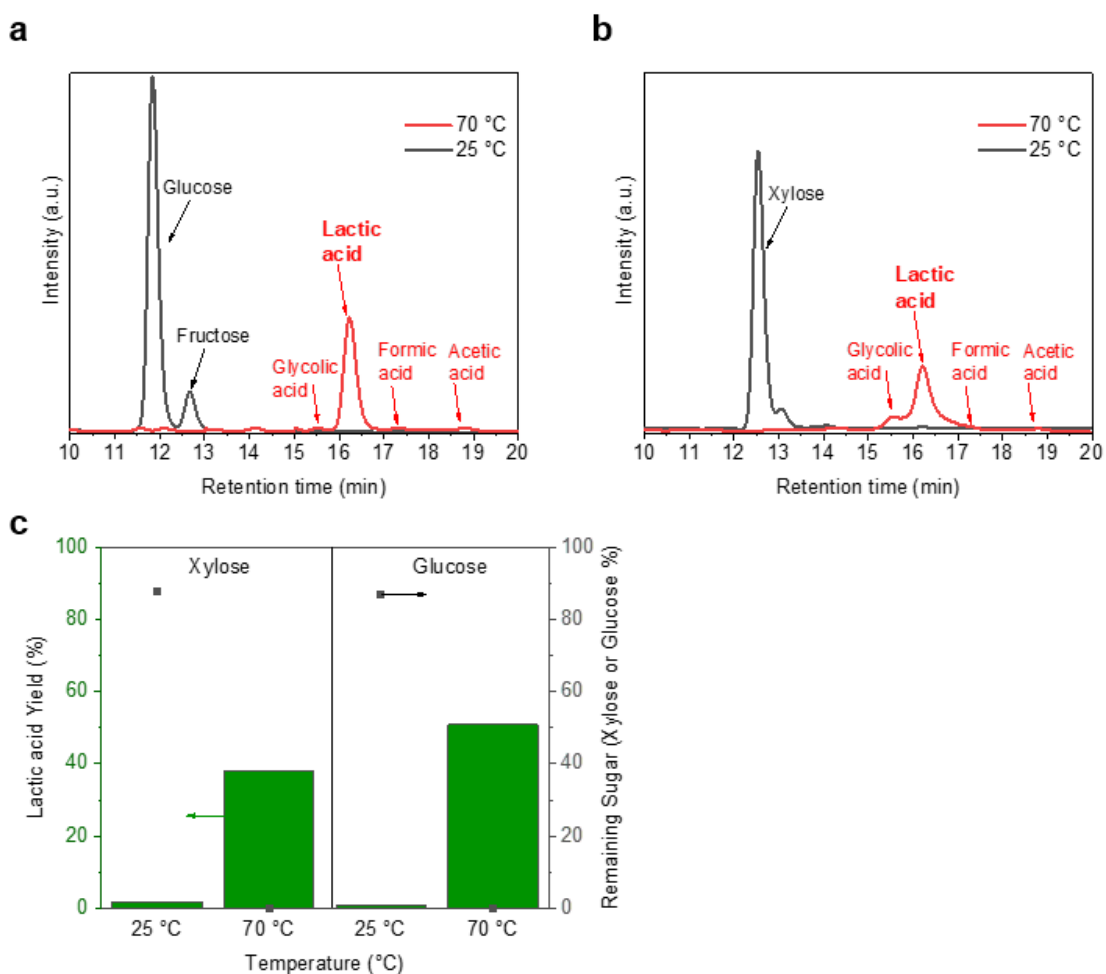 a
Intensity (a.u.)
70 °C
25 °C
Glucose
Fructose
Lactic
acid
Glycolic
acid
Formic
acid
Acetic
acid
10 11 12 13 14 15 16 17 18 19 20
Retention time (min)
b
Intensity (a.u.)
70 °C
25 °C
Xylose
Lactic
acid
Glycolic
acid
Formic
acid
Acetic
acid
10 11 12 13 14 15 16 17 18 19 20
Retention time (min)
c
Lactic acid Yield (%)
100
80
60
40
20
0
Xylose
Glucose
100
80
60
40
20
0
Remaining Sugar (Xylose or Glucose %)
25 °C 70 °C 25 °C 70 °C
Temperature (°C)